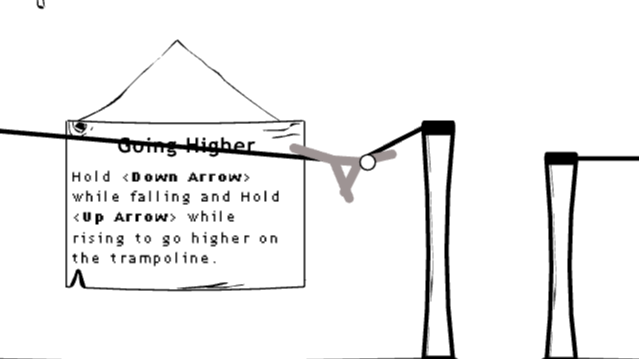 Going Higher
Hold <Down Arrow>
while falling and Hold
<Up Arrow> while
rising to go higher on
the trampoline.